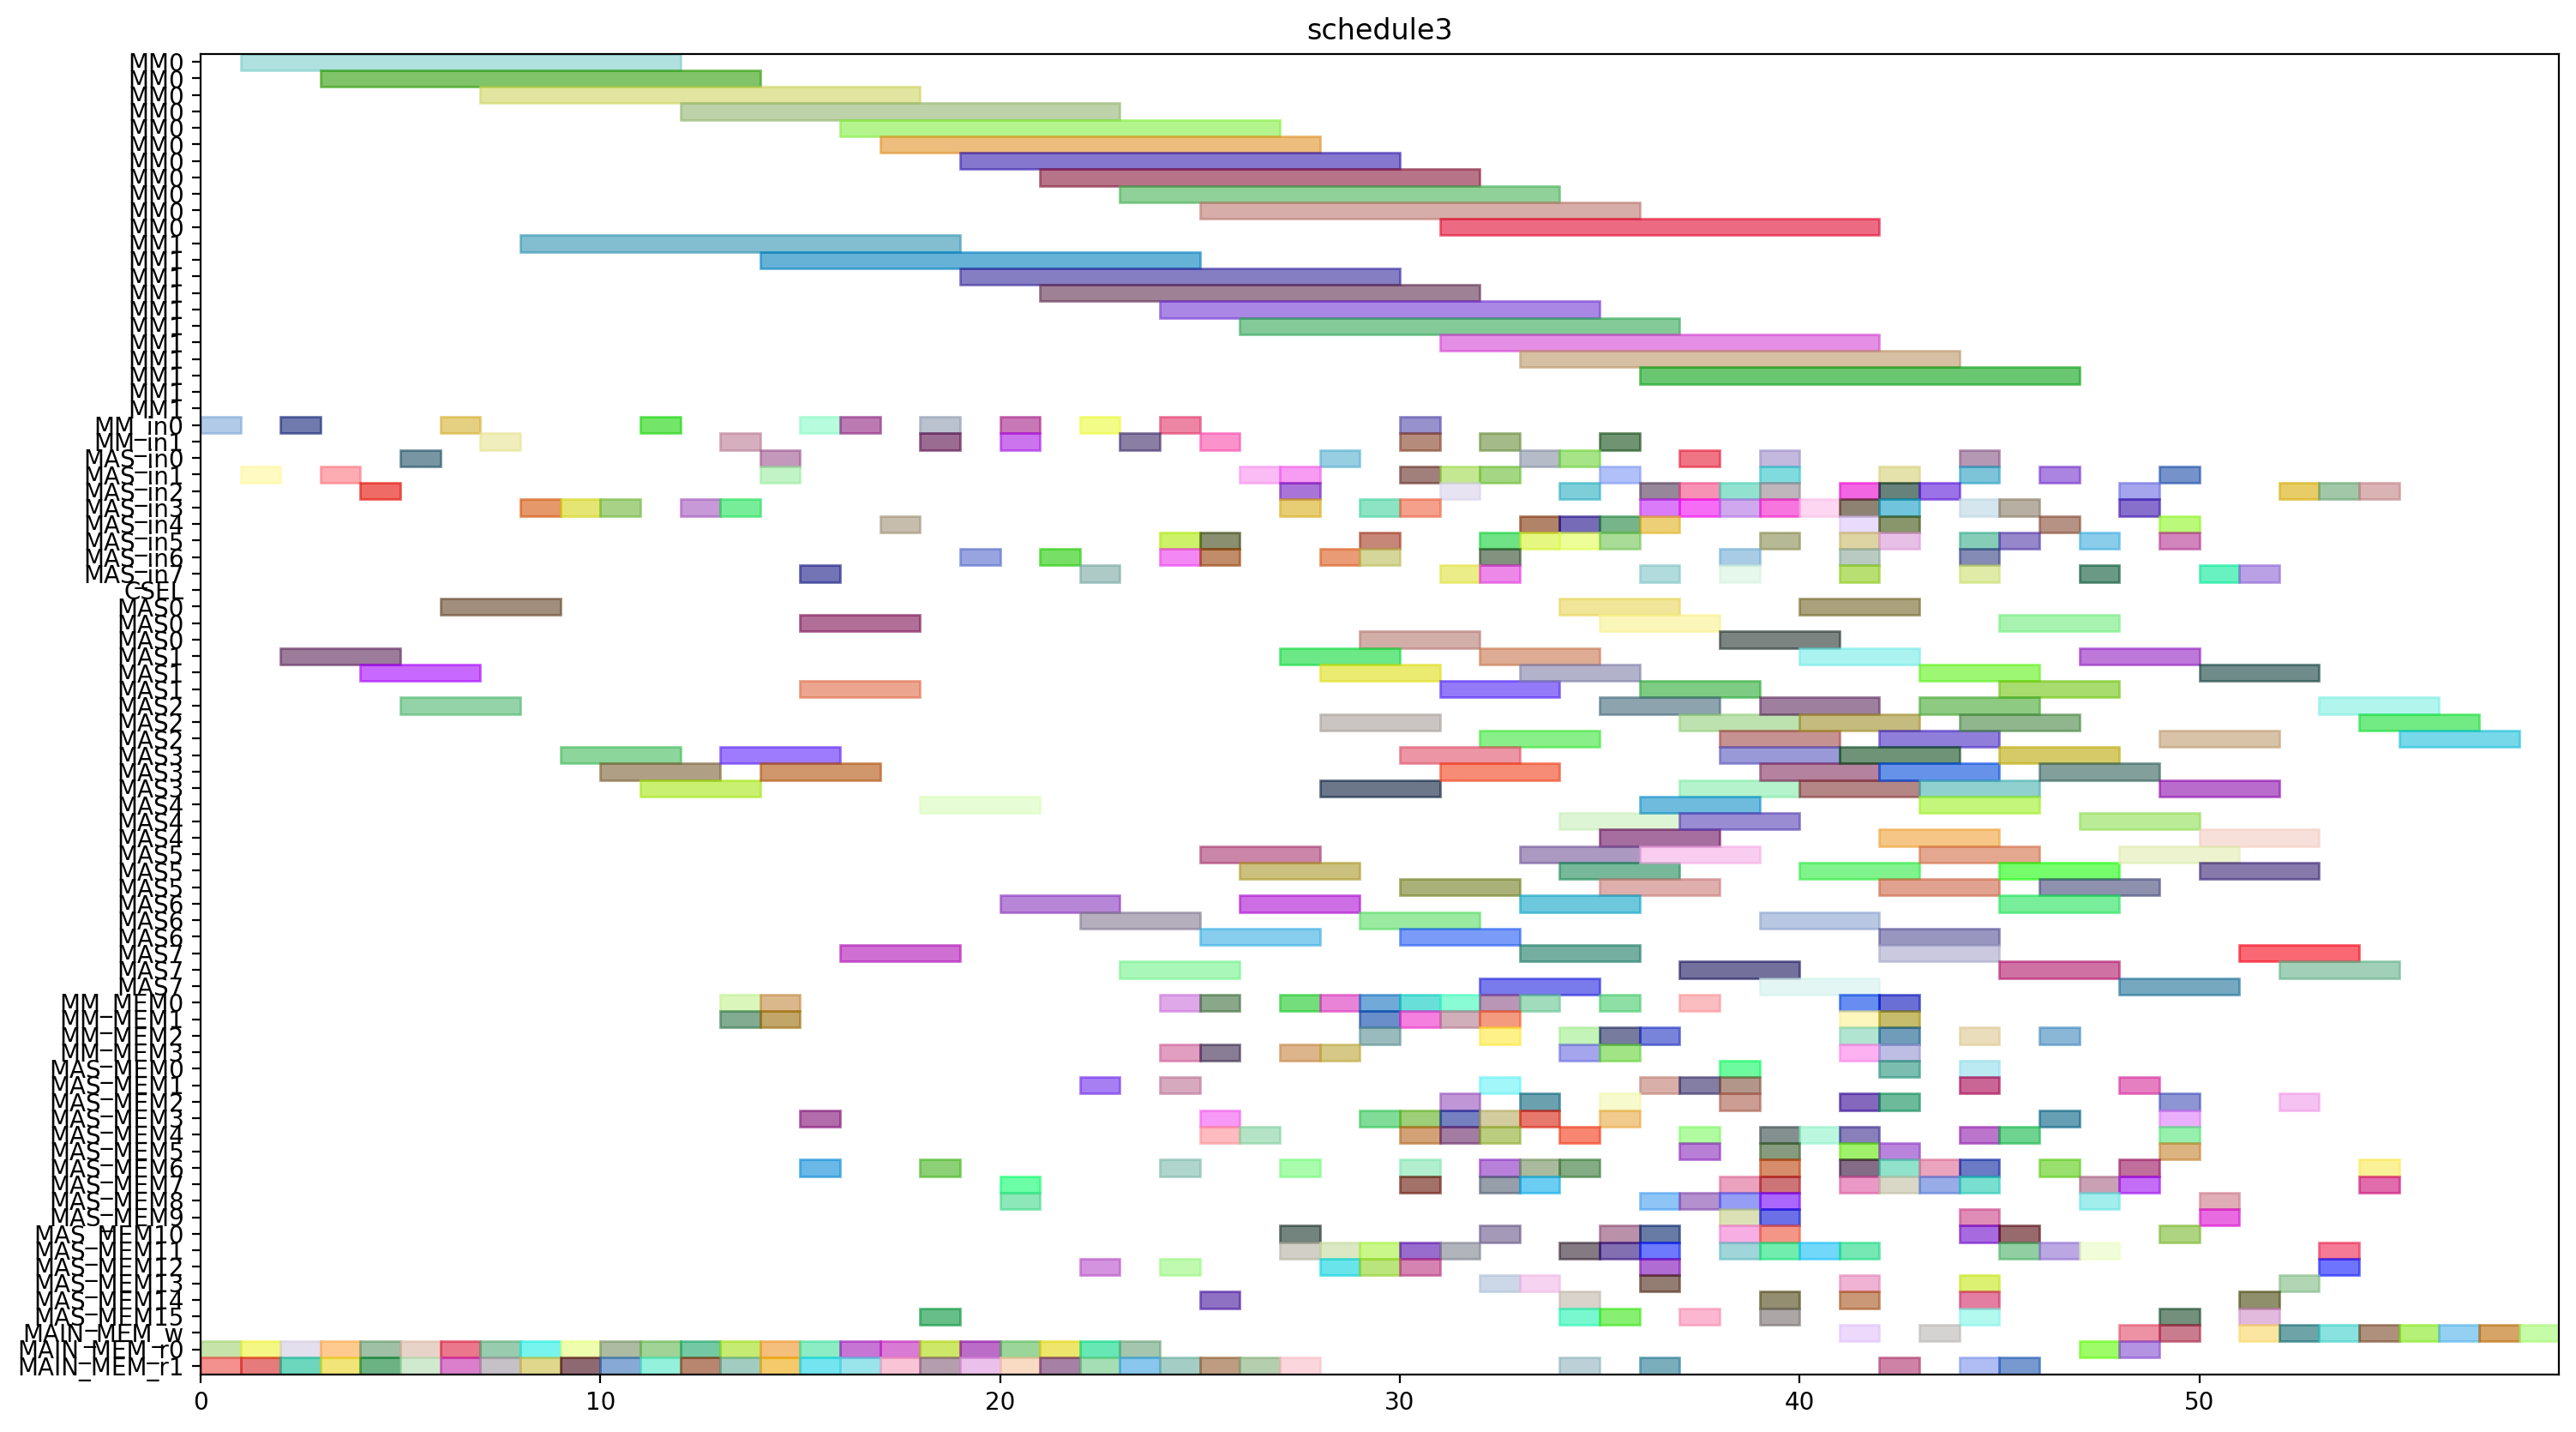 schedule3
MM0
MM0
MM0
MM0
MM0
MM0
MM0
MM0
MM0
MM0
MM0
MM1
MM1
MM1
MM1
MM1
MM1
MM1
MM1
MM1
MM1
MM1
MM_in0
MM_in1
MAS_in0
MAS_in1
MAS_in2
MAS_in3
MAS_in4
MAS_in5
MAS_in6
MAS_in7
CSEL
MAS0
MAS0
MAS0
MAS1
MAS1
MAS1
MAS2
MAS2
MAS2
MAS3
MAS3
MAS3
MAS4
MAS4
MAS4
MAS5
MAS5
MAS5
MAS6
MAS6
MAS6
MAS7
MAS7
MAS7
MM_MEM0
MM_MEM1
MM_MEM2
MM_MEM3
MAS_MEM0
MAS_MEM1
MAS_MEM2
MAS_MEM3
MAS_MEM4
MAS_MEM5
MAS_MEM6
MAS_MEM7
MAS_MEM8
MAS_MEM9
MAS_MEM10
MAS_MEM11
MAS_MEM12
MAS_MEM13
MAS_MEM14
MAS_MEM15
MAIN_MEM_w
MAIN_MEM_r0
MAIN_MEM_r1
0 10 20 30 40 50